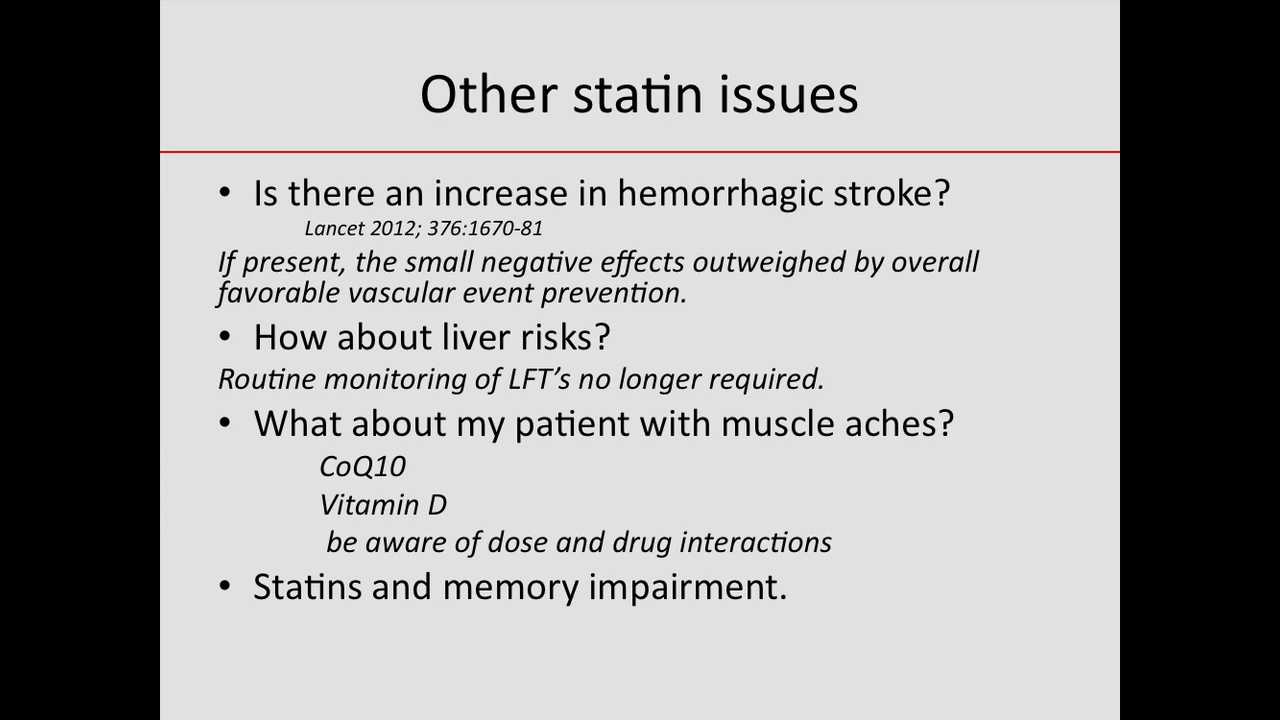 Other statin issues
• Is there an increase in hemorrhagic stroke?
Lancet 2012; 376:1670-81
If present, the small negative effects outweighed by overall
favorable vascular event prevention.
• How about liver risks?
Routine monitoring of LFT’s no longer required.
• What about my patient with muscle aches?
CoQ10
Vitamin D
be aware of dose and drug interactions
• Statins and memory impairment.